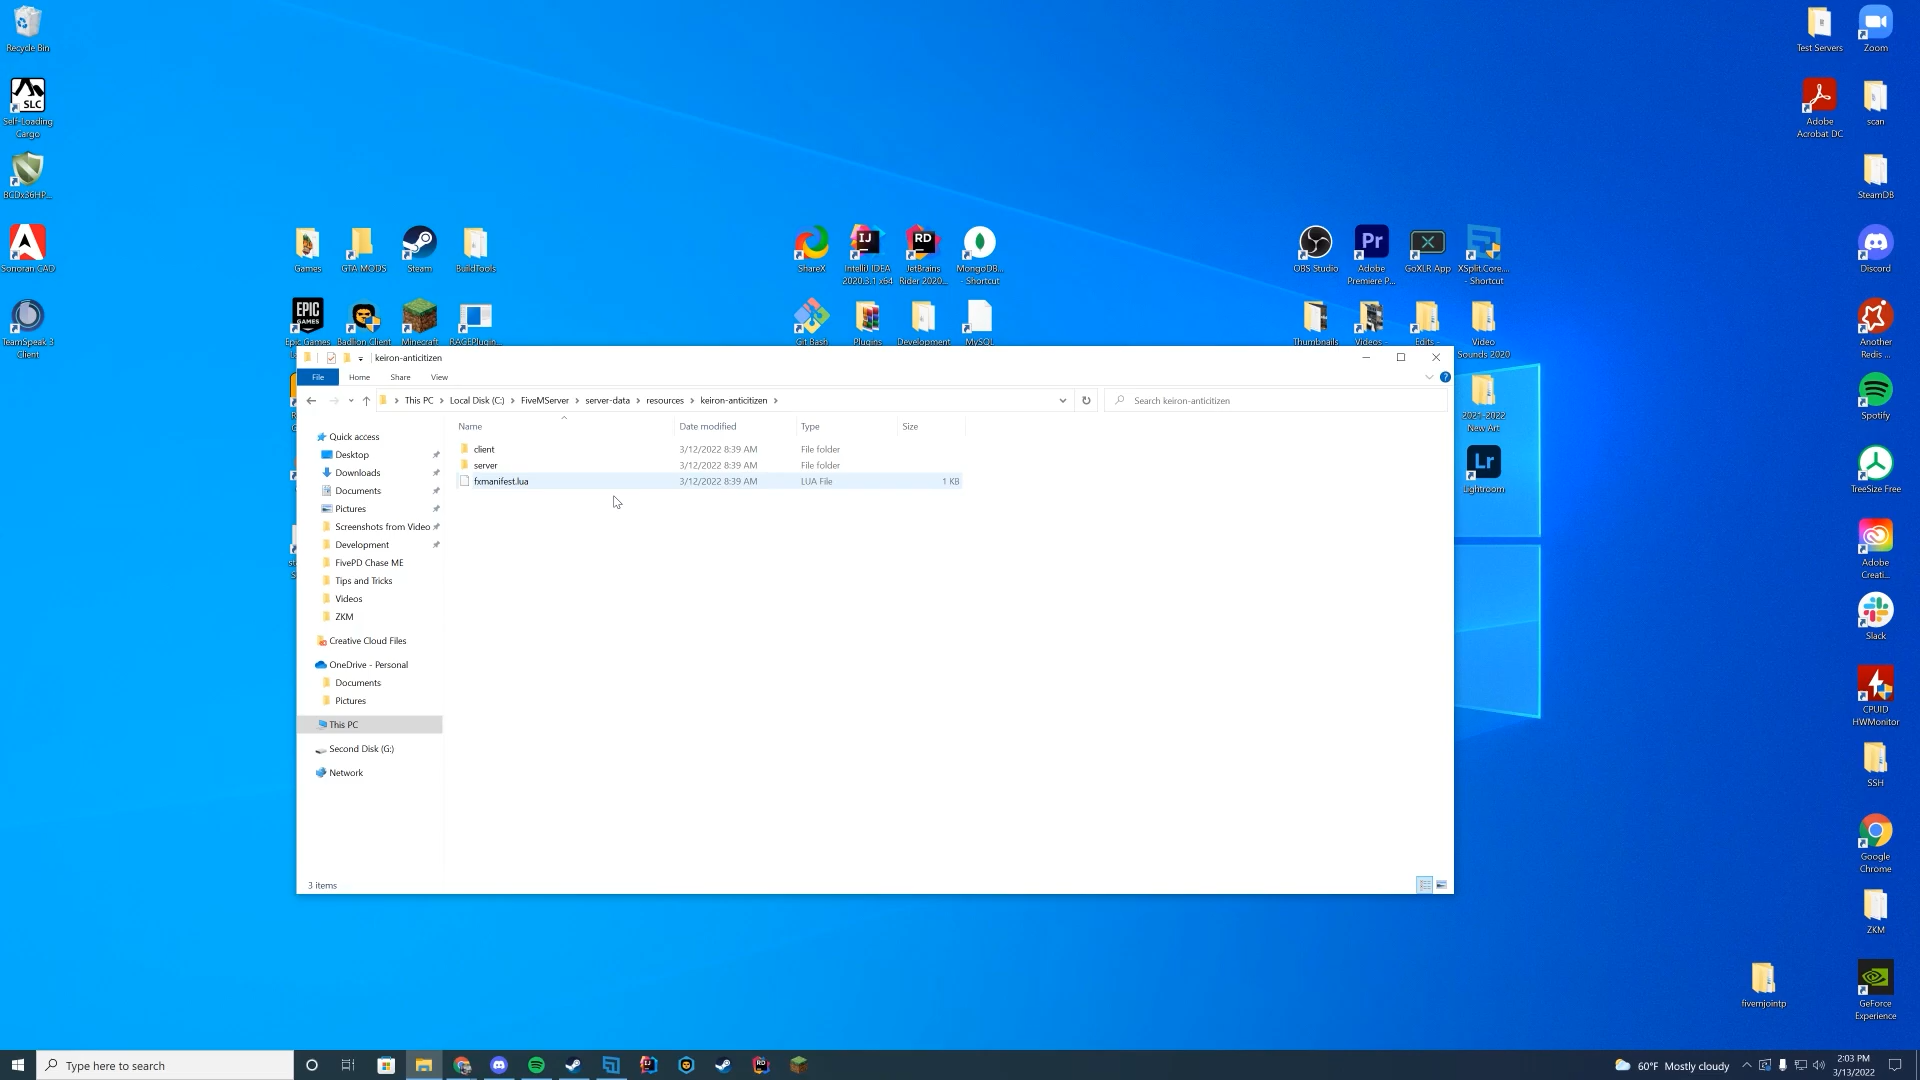 Recycle Bin
Self-Loading
Cargo
BCDx36HP...
Sonoran CAD
TeamSpeak 3
Client
Games
GTA MODS
Steam
BuildTools
Epic Games
Badlion Client
Minecraft
RAGEPlugin...
ShareX
IntelliJ IDEA
2020.3.1 x64
JetBrains
Rider 2020...
MongoDB...
- Shortcut
Git Bash
Plugins
Development
MySQL
OBS Studio
Adobe
Premiere P...
GoXLR App
XSplit.Core....
- Shortcut
Thumbnails
Videos -
Edits -
Video
Sounds 2020
2021-2022
New Art
Lightroom
Test Servers
Zoom
Adobe
Acrobat DC
scan
SteamDB
Discord
Another
Redis ...
Spotify
TreeSize Free
Adobe
Creati...
Slack
CPUID
HWMonitor
SSH
Google
Chrome
ZKM
fivemjointp
GeForce
Experience
keiron-anticitizen
File
Home
Share
View
This PC
Local Disk (C:)
FiveMServer
server-data
resources
keiron-anticitizen
Search keiron-anticitizen
Name
Date modified
Type
Size
client
3/12/2022 8:39 AM
File folder
server
3/12/2022 8:39 AM
File folder
fxmanifest.lua
3/12/2022 8:39 AM
LUA File
1 KB
Quick access
Desktop
Downloads
Documents
Pictures
Screenshots from Video
Development
FivePD Chase ME
Tips and Tricks
Videos
ZKM
Creative Cloud Files
OneDrive - Personal
Documents
Pictures
This PC
Second Disk (G:)
Network
3 items
Type here to search
60°F Mostly cloudy
2:03 PM
3/13/2022